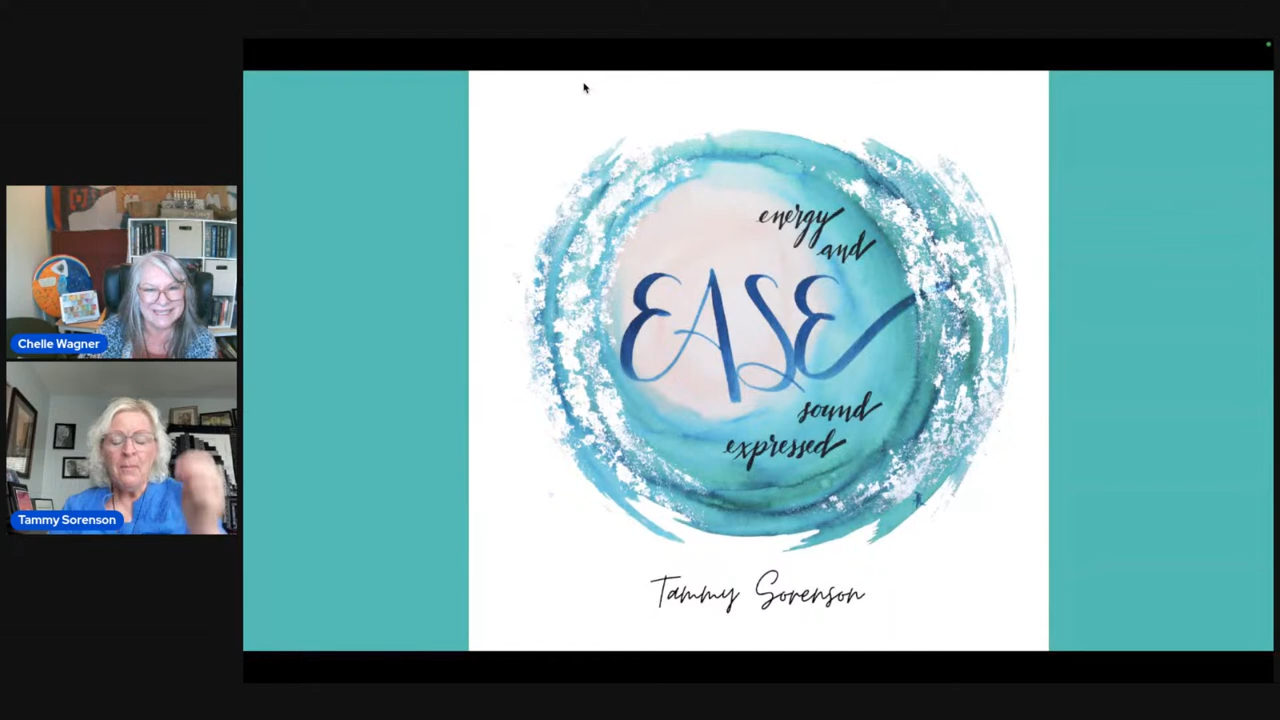 Chelle Wagner
Tammy Sorenson
energy
and
EASE
sound
expressed
Tammy Sorenson